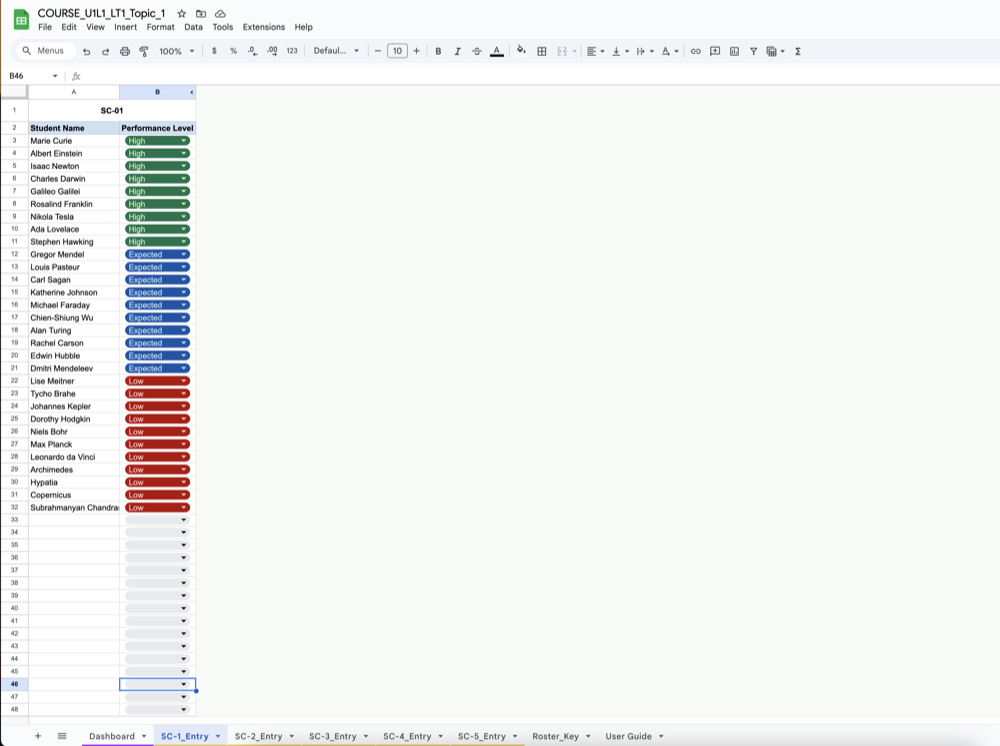 COURSE_U1L1_LT1_Topic_1
File Edit View Insert Format Data Tools Extensions Help
Menus 100% $ % .0 .00 123 Defaul... − 10 + B I A Σ
B46 fx
A B
1 SC-01
2 Student Name Performance Level
3 Marie Curie High
4 Albert Einstein High
5 Isaac Newton High
6 Charles Darwin High
7 Galileo Galilei High
8 Rosalind Franklin High
9 Nikola Tesla High
10 Ada Lovelace High
11 Stephen Hawking High
12 Gregor Mendel Expected
13 Louis Pasteur Expected
14 Carl Sagan Expected
15 Katherine Johnson Expected
16 Michael Faraday Expected
17 Chien-Shiung Wu Expected
18 Alan Turing Expected
19 Rachel Carson Expected
20 Edwin Hubble Expected
21 Dmitri Mendeleev Expected
22 Lise Meitner Low
23 Tycho Brahe Low
24 Johannes Kepler Low
25 Dorothy Hodgkin Low
26 Niels Bohr Low
27 Max Planck Low
28 Leonardo da Vinci Low
29 Archimedes Low
30 Hypatia Low
31 Copernicus Low
32 Subrahmanyan Chandra Low
33
34
35
36
37
38
39
40
41
42
43
44
45
46
47
48
+ Dashboard SC-1_Entry SC-2_Entry SC-3_Entry SC-4_Entry SC-5_Entry Roster_Key User Guide